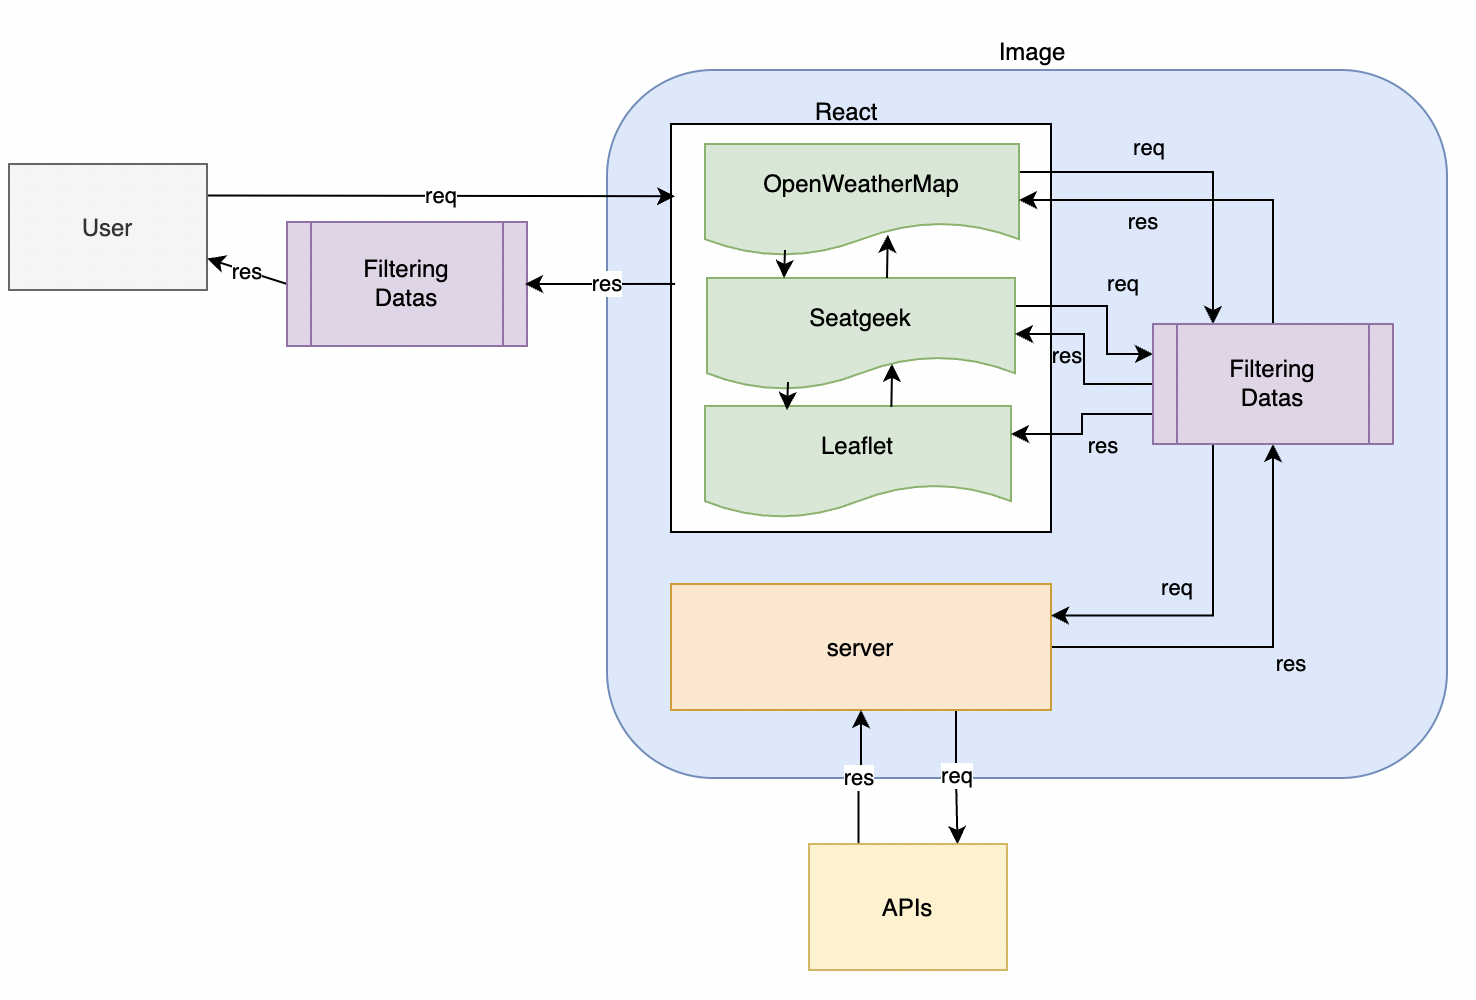 Image
React
req
OpenWeatherMap
User
req
res
Filtering
Datas
res
res
Seatgeek
req
res
Filtering
Datas
Leaflet
res
req
server
res
res
req
APIs